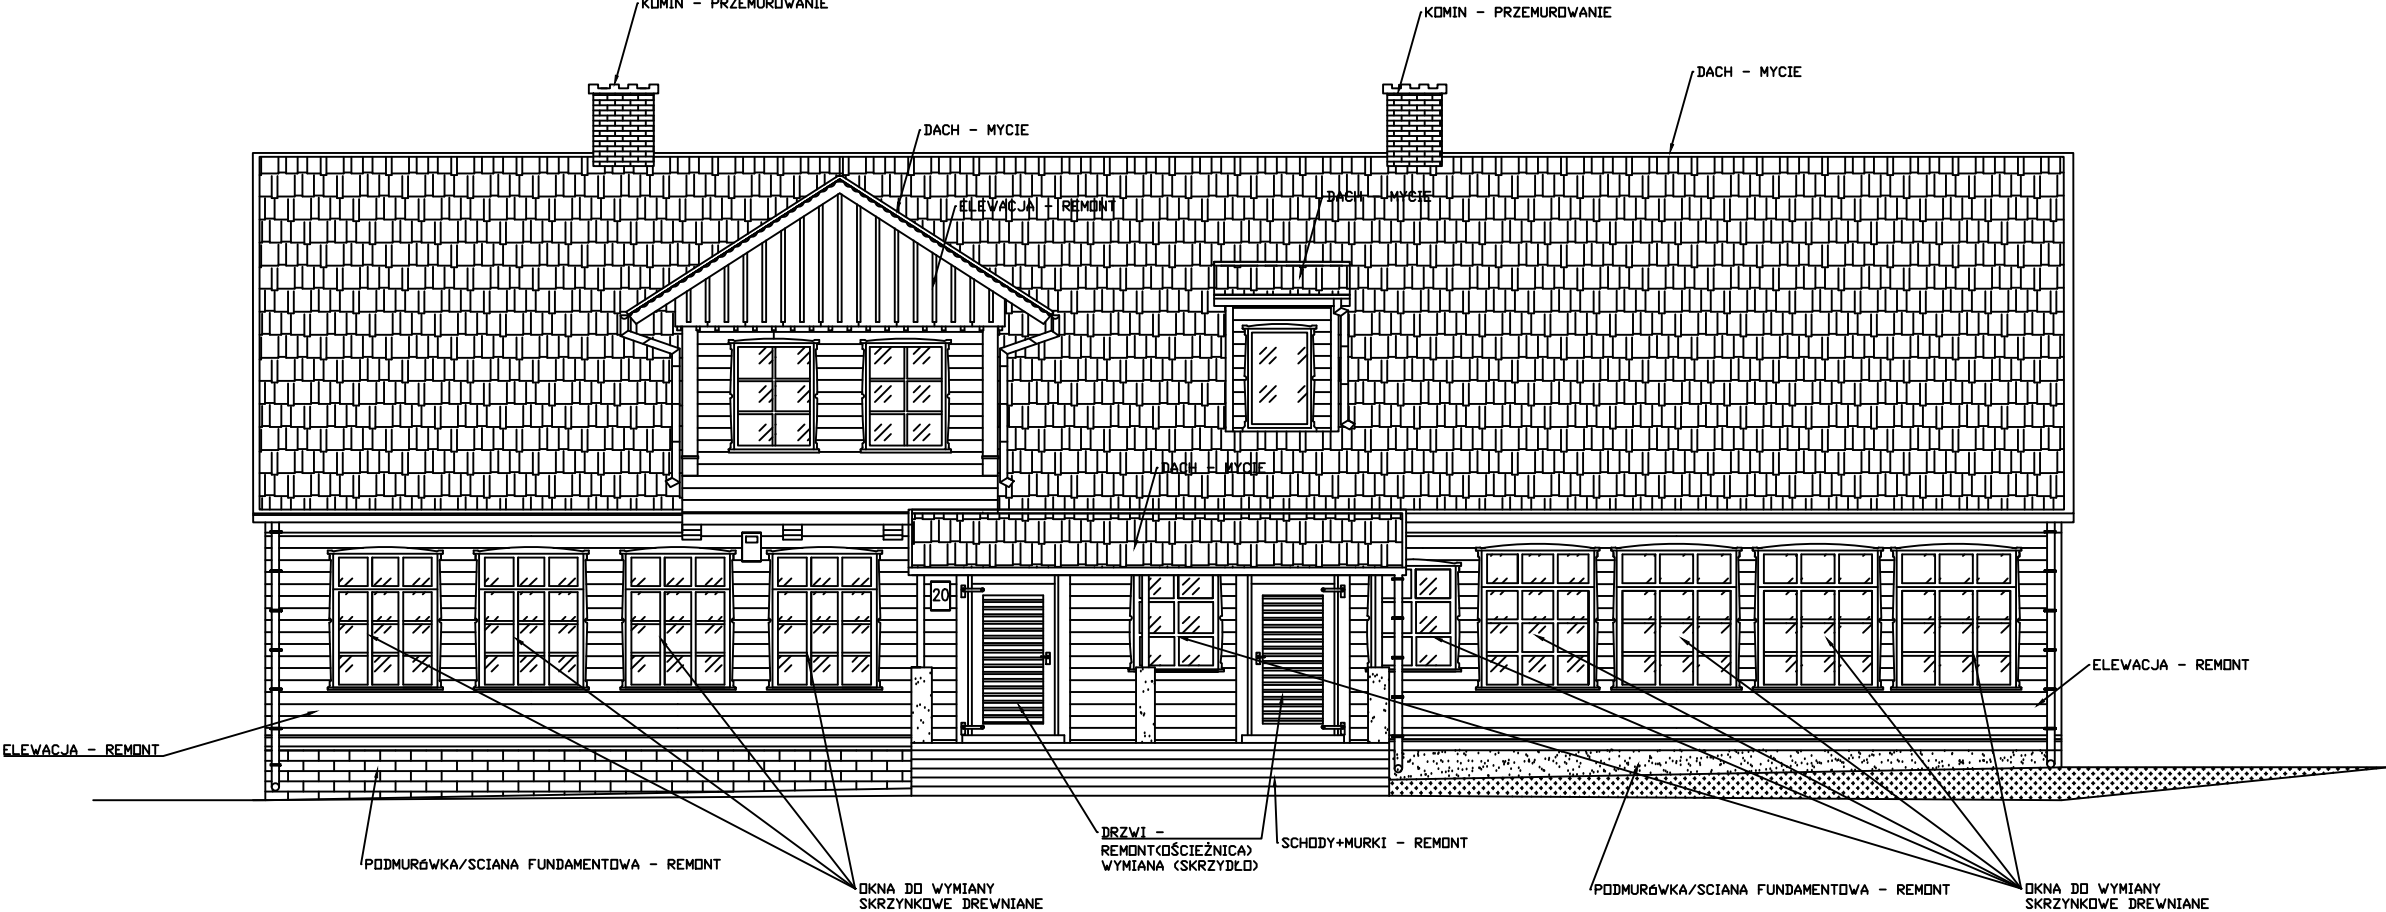 KOMIN - PRZEMUROWANIE
KOMIN - PRZEMUROWANIE
DACH - MYCIE
DACH - MYCIE
DACH - MYCIE
ELEWACJA - REMONT
DACH - MYCIE
20
ELEWACJA - REMONT
ELEWACJA - REMONT
DRZWI -
REMONT(OŚCIEŻNICA)
WYMIANA (SKRZYDŁO)
SCHODY+MURKI - REMONT
PODMURóWKA/SCIANA FUNDAMENTOWA - REMONT
OKNA DO WYMIANY
SKRZYNKOWE DREWNIANE
PODMURóWKA/SCIANA FUNDAMENTOWA - REMONT
OKNA DO WYMIANY
SKRZYNKOWE DREWNIANE